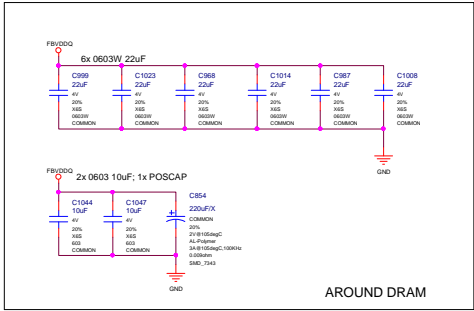 FBVDDQ
6x 0603W 22uF
C999
22uF
4V
20%
X6S
0603W
COMMON
C1023
22uF
4V
20%
X6S
0603W
COMMON
C968
22uF
4V
20%
X6S
0603W
COMMON
C1014
22uF
4V
20%
X6S
0603W
COMMON
C987
22uF
4V
20%
X6S
0603W
COMMON
C1008
22uF
4V
20%
X6S
0603W
COMMON
GND
FBVDDQ
2x 0603 10uF; 1x POSCAP
C1044
10uF
4V
20%
X6S
603
COMMON
C1047
10uF
4V
20%
X6S
603
COMMON
C854
220uF/X
COMMON
20%
2V@105degC
AL-Polymer
3A@105degC,100KHz
0.009ohm
SMD_7343
GND
AROUND DRAM